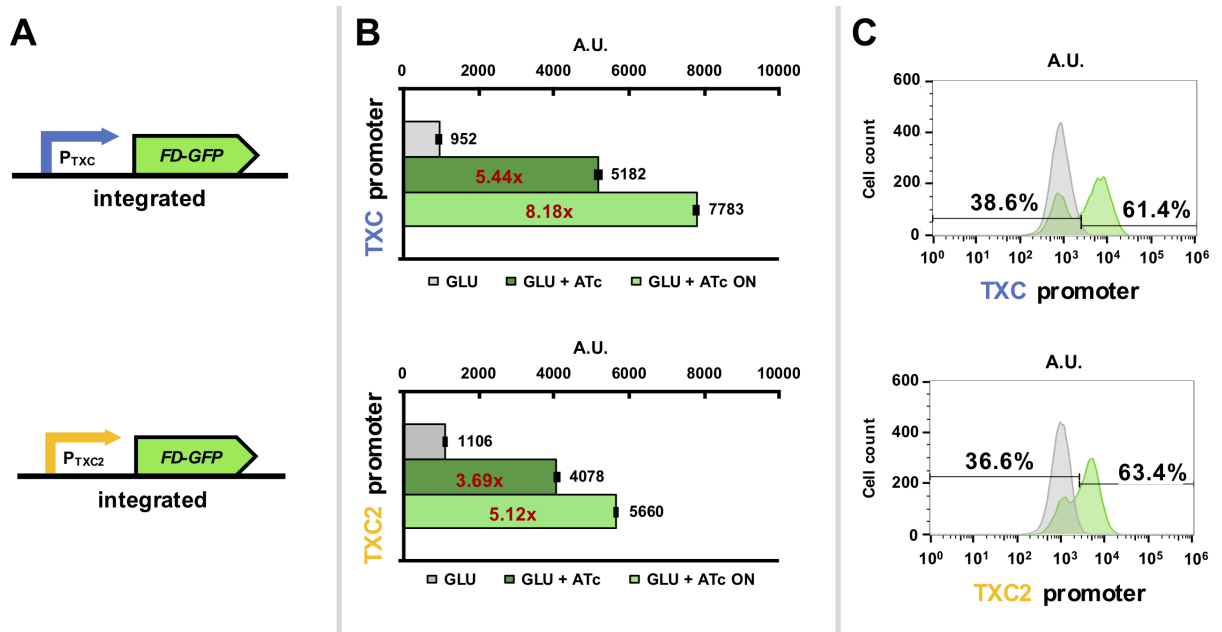 A
P TXC
FD-GFP
integrated
P TXC2
FD-GFP
integrated
B
A.U.
0 2000 4000 6000 8000 10000
TXC promoter
952
5.44x 5182
8.18x 7783
GLU GLU + ATc GLU + ATc ON
A.U.
0 2000 4000 6000 8000 10000
TXC2 promoter
1106
3.69x 4078
5.12x 5660
GLU GLU + ATc GLU + ATc ON
C
A.U.
Cell count
600
400
200
0
38.6% 61.4%
10⁰ 10¹ 10² 10³ 10⁴ 10⁵ 10⁶
TXC promoter
A.U.
Cell count
600
400
200
0
36.6% 63.4%
10⁰ 10¹ 10² 10³ 10⁴ 10⁵ 10⁶
TXC2 promoter